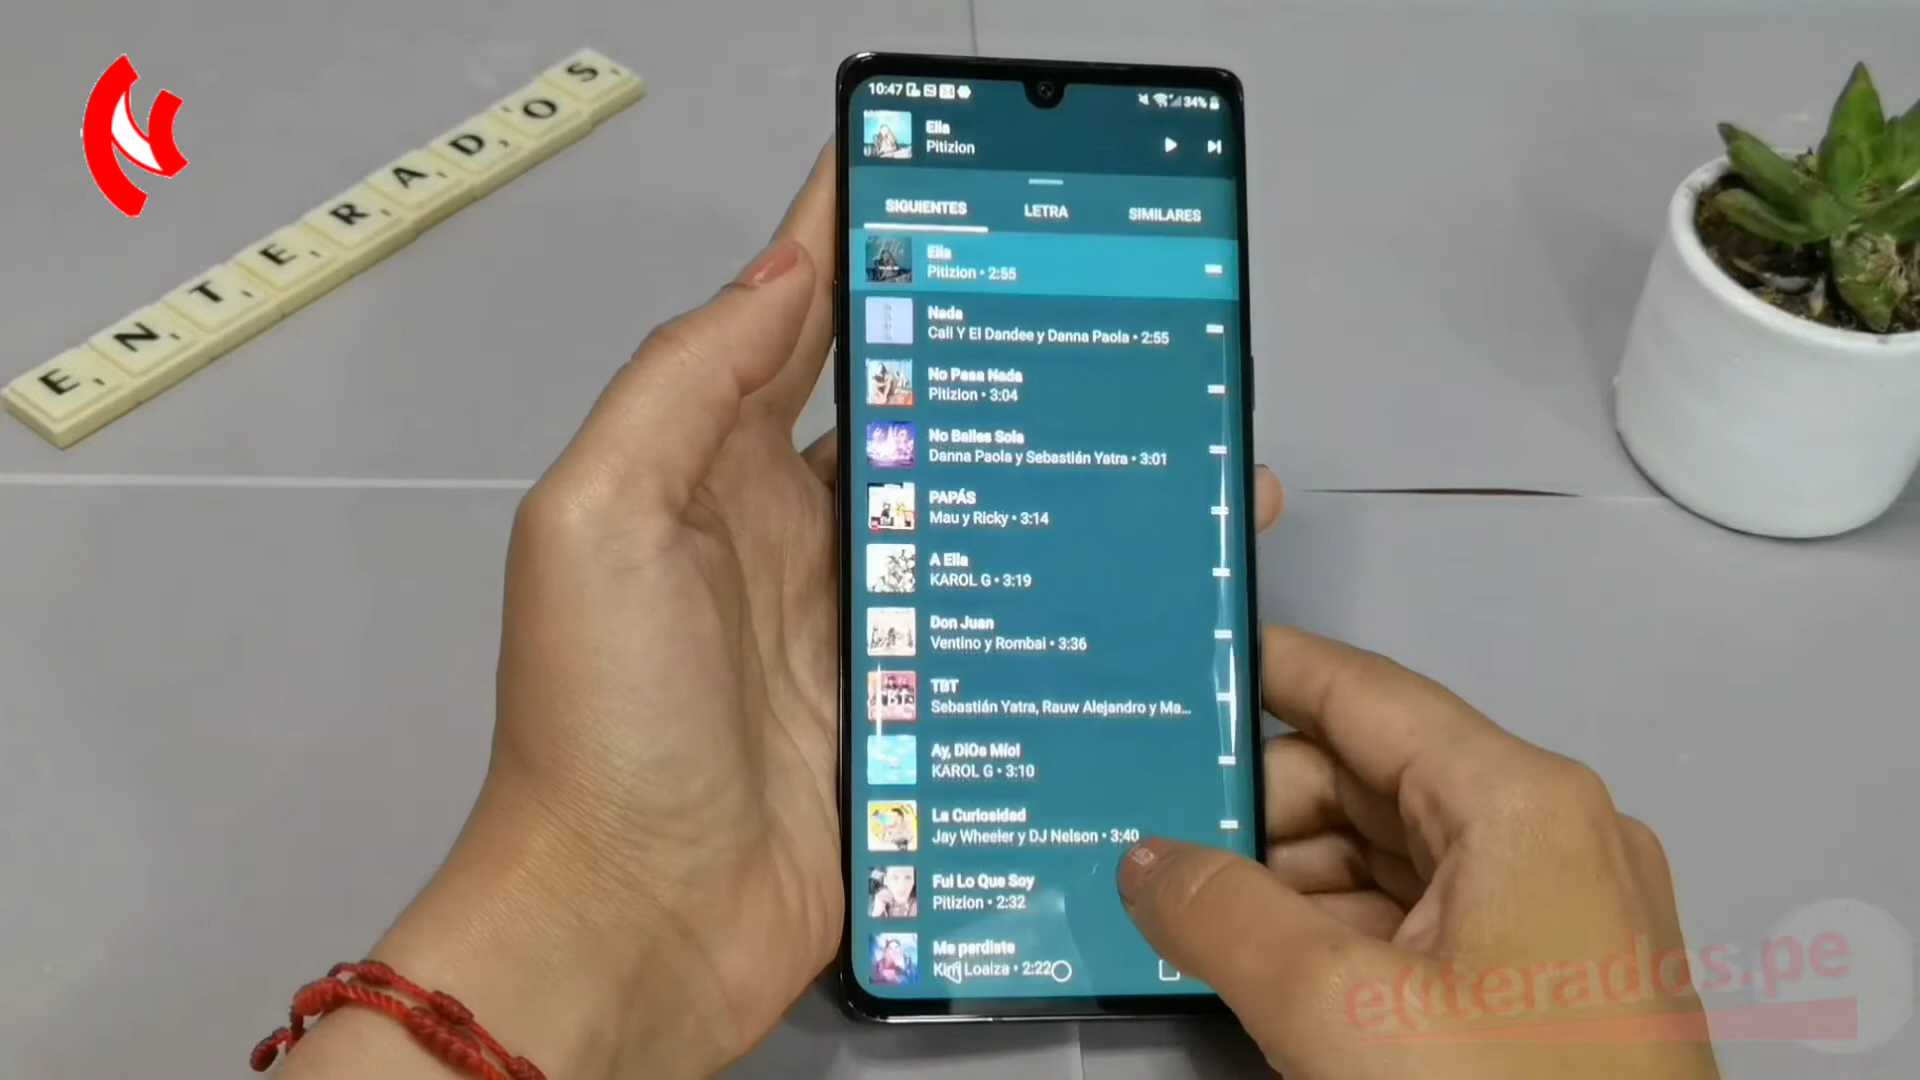 E N T E R A D O S
10:47
34%
Ella
Pitizion
SIGUIENTES
LETRA
SIMILARES
Ella
Pitizion • 2:55
Nada
Cali Y El Dandee y Danna Paola • 2:55
No Pasa Nada
Pitizion • 3:04
No Bailes Sola
Danna Paola y Sebastián Yatra • 3:01
PAPÁS
Mau y Ricky • 3:14
A Ella
KAROL G • 3:19
Don Juan
Ventino y Rombai • 3:36
TBT
Sebastián Yatra, Rauw Alejandro y Ma...
Ay, DiOs Mío!
KAROL G • 3:10
La Curiosidad
Jay Wheeler y DJ Nelson • 3:40
Fui Lo Que Soy
Pitizion • 2:32
Me perdiste
Kim Loaiza • 2:22
enterados.pe